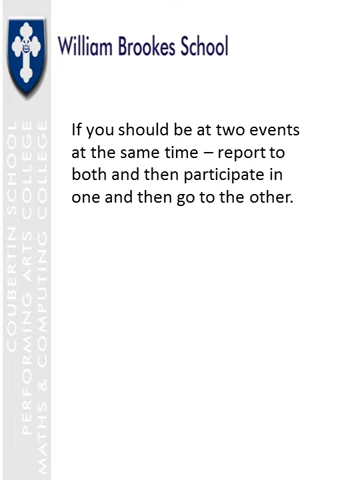 William Brookes School
If you should be at two events
at the same time – report to
both and then participate in
one and then go to the other.
COUBERTIN SCHOOL
PERFORMING ARTS COLLEGE
MATHS & COMPUTING COLLEGE